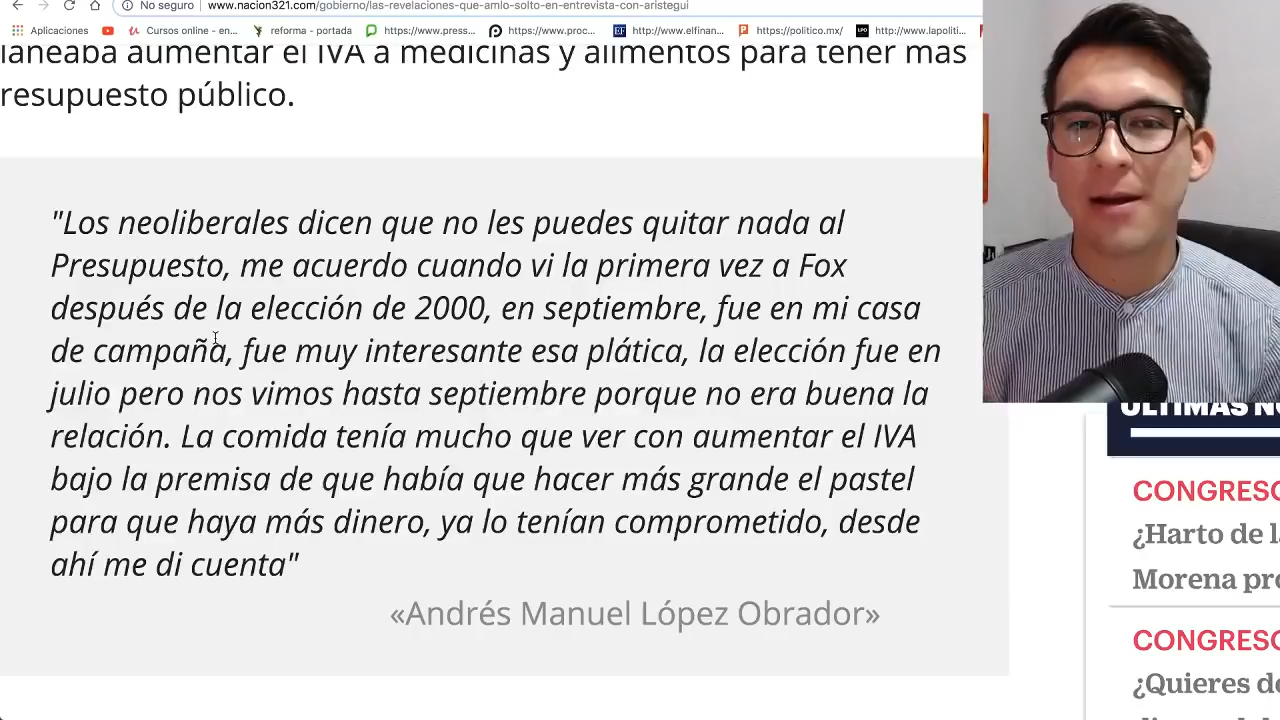 No seguro
www.nacion321.com/gobierno/las-revelaciones-que-amlo-solto-en-entrevista-con-aristegui
Aplicaciones Cursos online - en... reforma - portada https://www.press... https://www.proc... EF http://www.elfinan... P https://politico.mx/ LPO http://www.lapoliti...
laneaba aumentar el IVA a medicinas y alimentos para tener más
resupuesto público.
"Los neoliberales dicen que no les puedes quitar nada al
Presupuesto, me acuerdo cuando vi la primera vez a Fox
después de la elección de 2000, en septiembre, fue en mi casa
de campaña, fue muy interesante esa plática, la elección fue en
julio pero nos vimos hasta septiembre porque no era buena la
relación. La comida tenía mucho que ver con aumentar el IVA
bajo la premisa de que había que hacer más grande el pastel
para que haya más dinero, ya lo tenían comprometido, desde
ahí me di cuenta"
«Andrés Manuel López Obrador»
ÚLTIMAS N
CONGRESO
¿Harto de l
Morena pro
CONGRESO
¿Quieres de